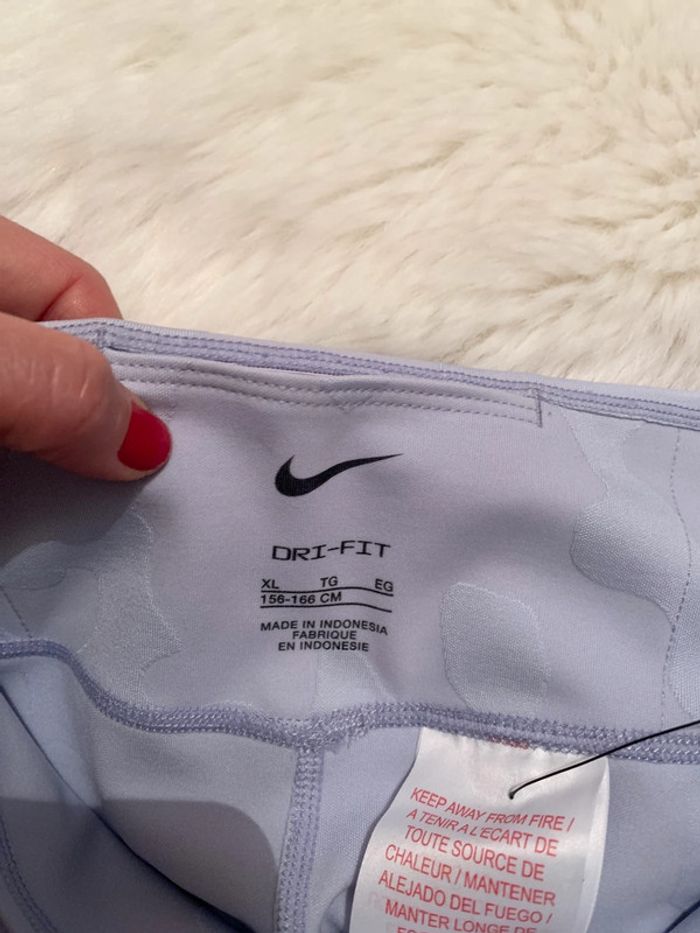 DRI-FIT
XL TG EG
156-166 CM
MADE IN INDONESIA
FABRIQUE
EN INDONESIE
KEEP AWAY FROM FIRE /
A TENIR A L'ECART DE
TOUTE SOURCE DE
CHALEUR / MANTENER
ALEJADO DEL FUEGO /
MANTER LONGE DE